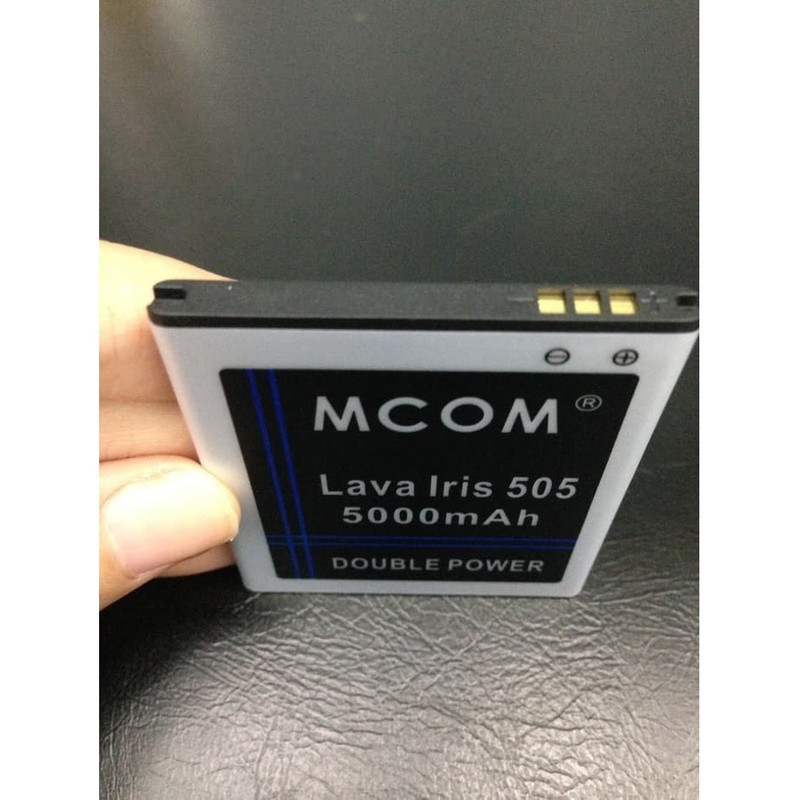 - +
⊖ ⊕
MCOM®
Lava Iris 505
5000mAh
DOUBLE POWER